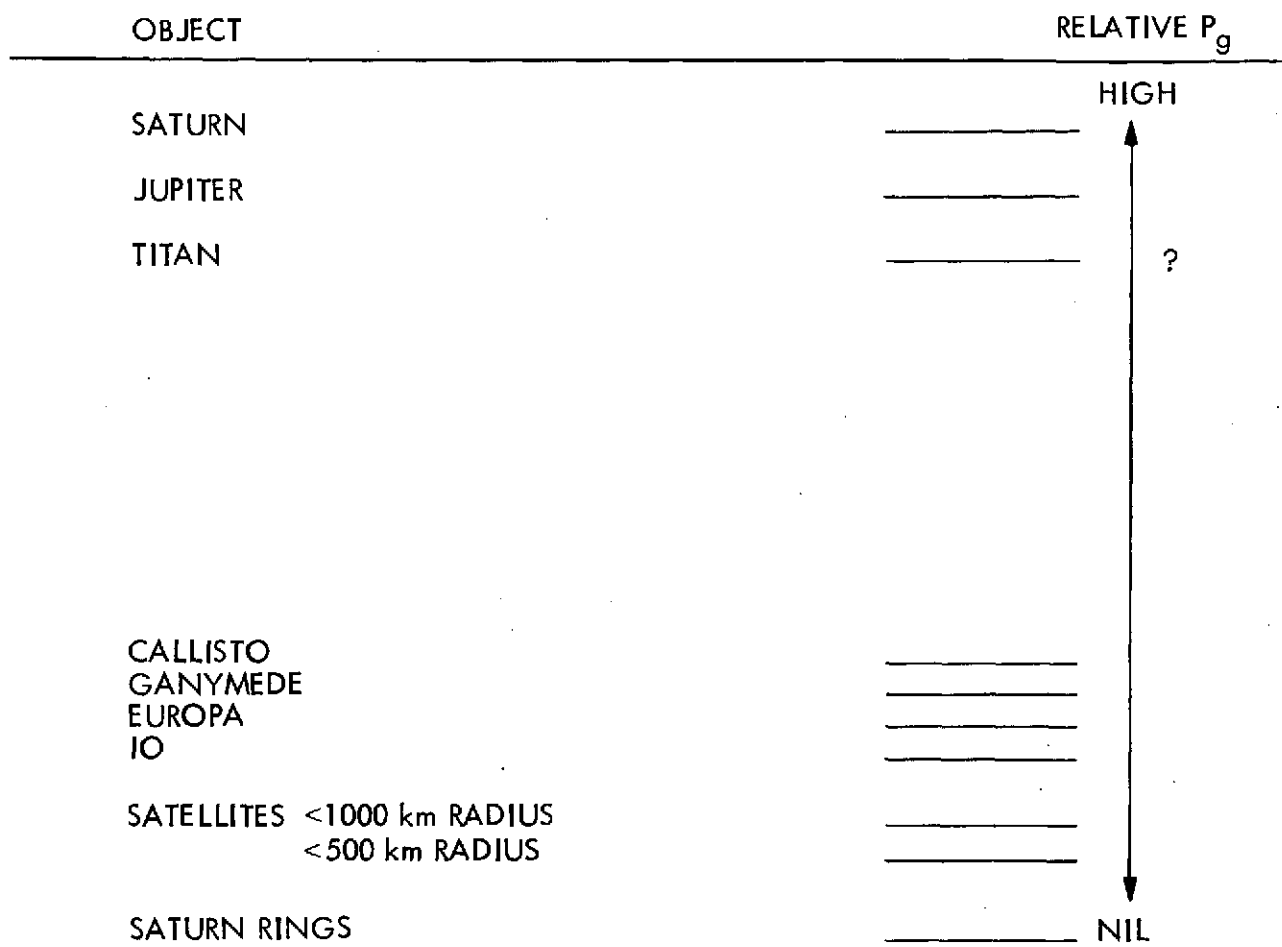 OBJECT RELATIVE Pg
HIGH
SATURN
JUPITER
TITAN ?
CALLISTO
GANYMEDE
EUROPA
IO
SATELLITES <1000 km RADIUS
<500 km RADIUS
SATURN RINGS NIL